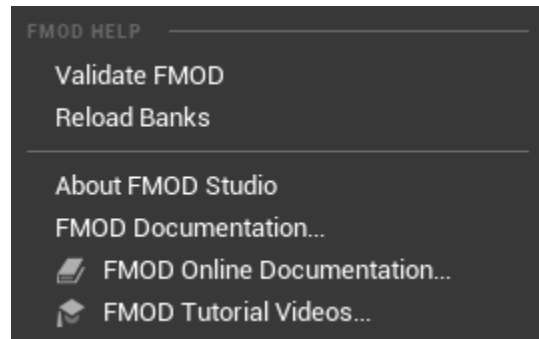 FMOD HELP
Validate FMOD
Reload Banks
About FMOD Studio
FMOD Documentation...
FMOD Online Documentation...
FMOD Tutorial Videos...